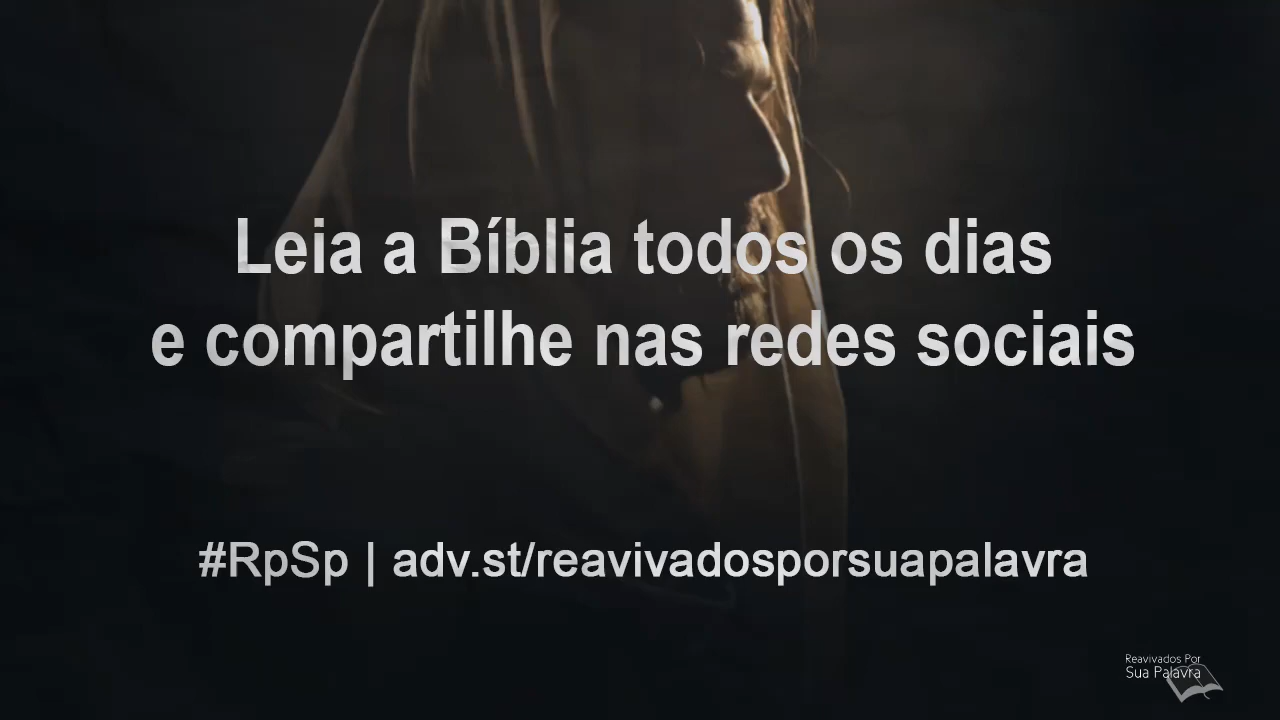 Leia a Bíblia todos os dias
e compartilhe nas redes sociais
#RpSp | adv.st/reavivadosporsuapalavra
Reavivados Por
Sua Palavra